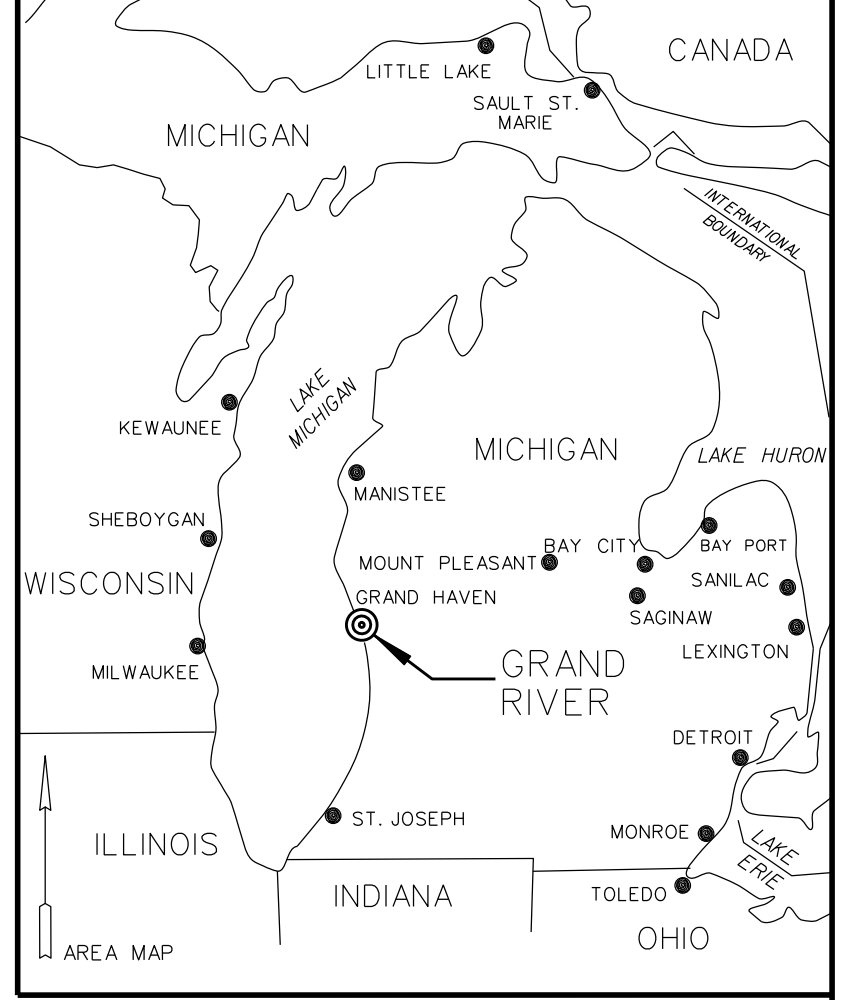 CANADA
LITTLE LAKE
SAULT ST.
MARIE
MICHIGAN
INTERNATIONAL
BOUNDARY
LAKE
MICHIGAN
KEWAUNEE
MICHIGAN
LAKE HURON
MANISTEE
SHEBOYGAN
BAY CITY
BAY PORT
MOUNT PLEASANT
WISCONSIN
SANILAC
GRAND HAVEN
SAGINAW
LEXINGTON
MILWAUKEE
GRAND
RIVER
DETROIT
ST. JOSEPH
MONROE
ILLINOIS
LAKE
ERIE
INDIANA
TOLEDO
OHIO
AREA MAP